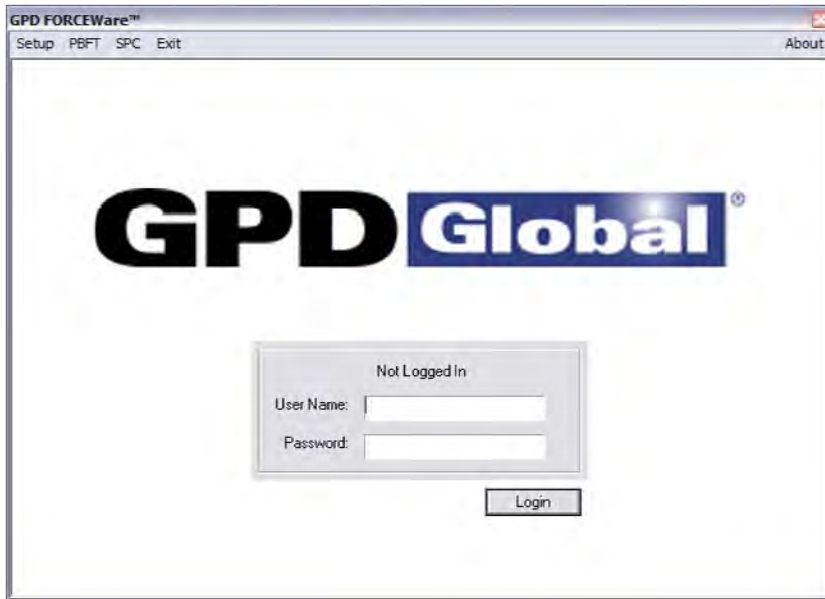 GPD FORCEWare™
Setup PBFT SPC Exit About
GPD Global®
Not Logged In
User Name:
Password:
Login